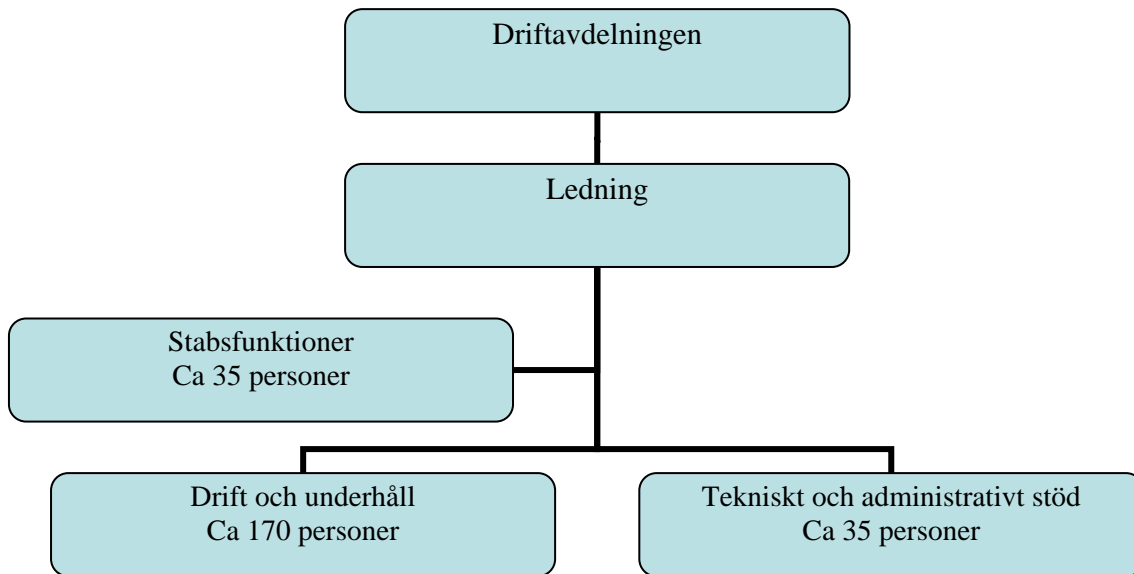 Driftavdelningen
Ledning
Stabsfunktioner
Ca 35 personer
Drift och underhåll
Ca 170 personer
Tekniskt och administrativt stöd
Ca 35 personer